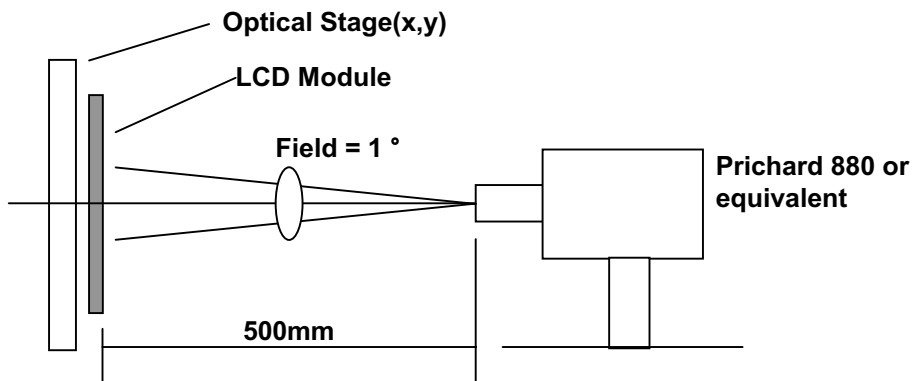 Optical Stage(x,y)
LCD Module
Field = 1 °
Prichard 880 or
equivalent
500mm